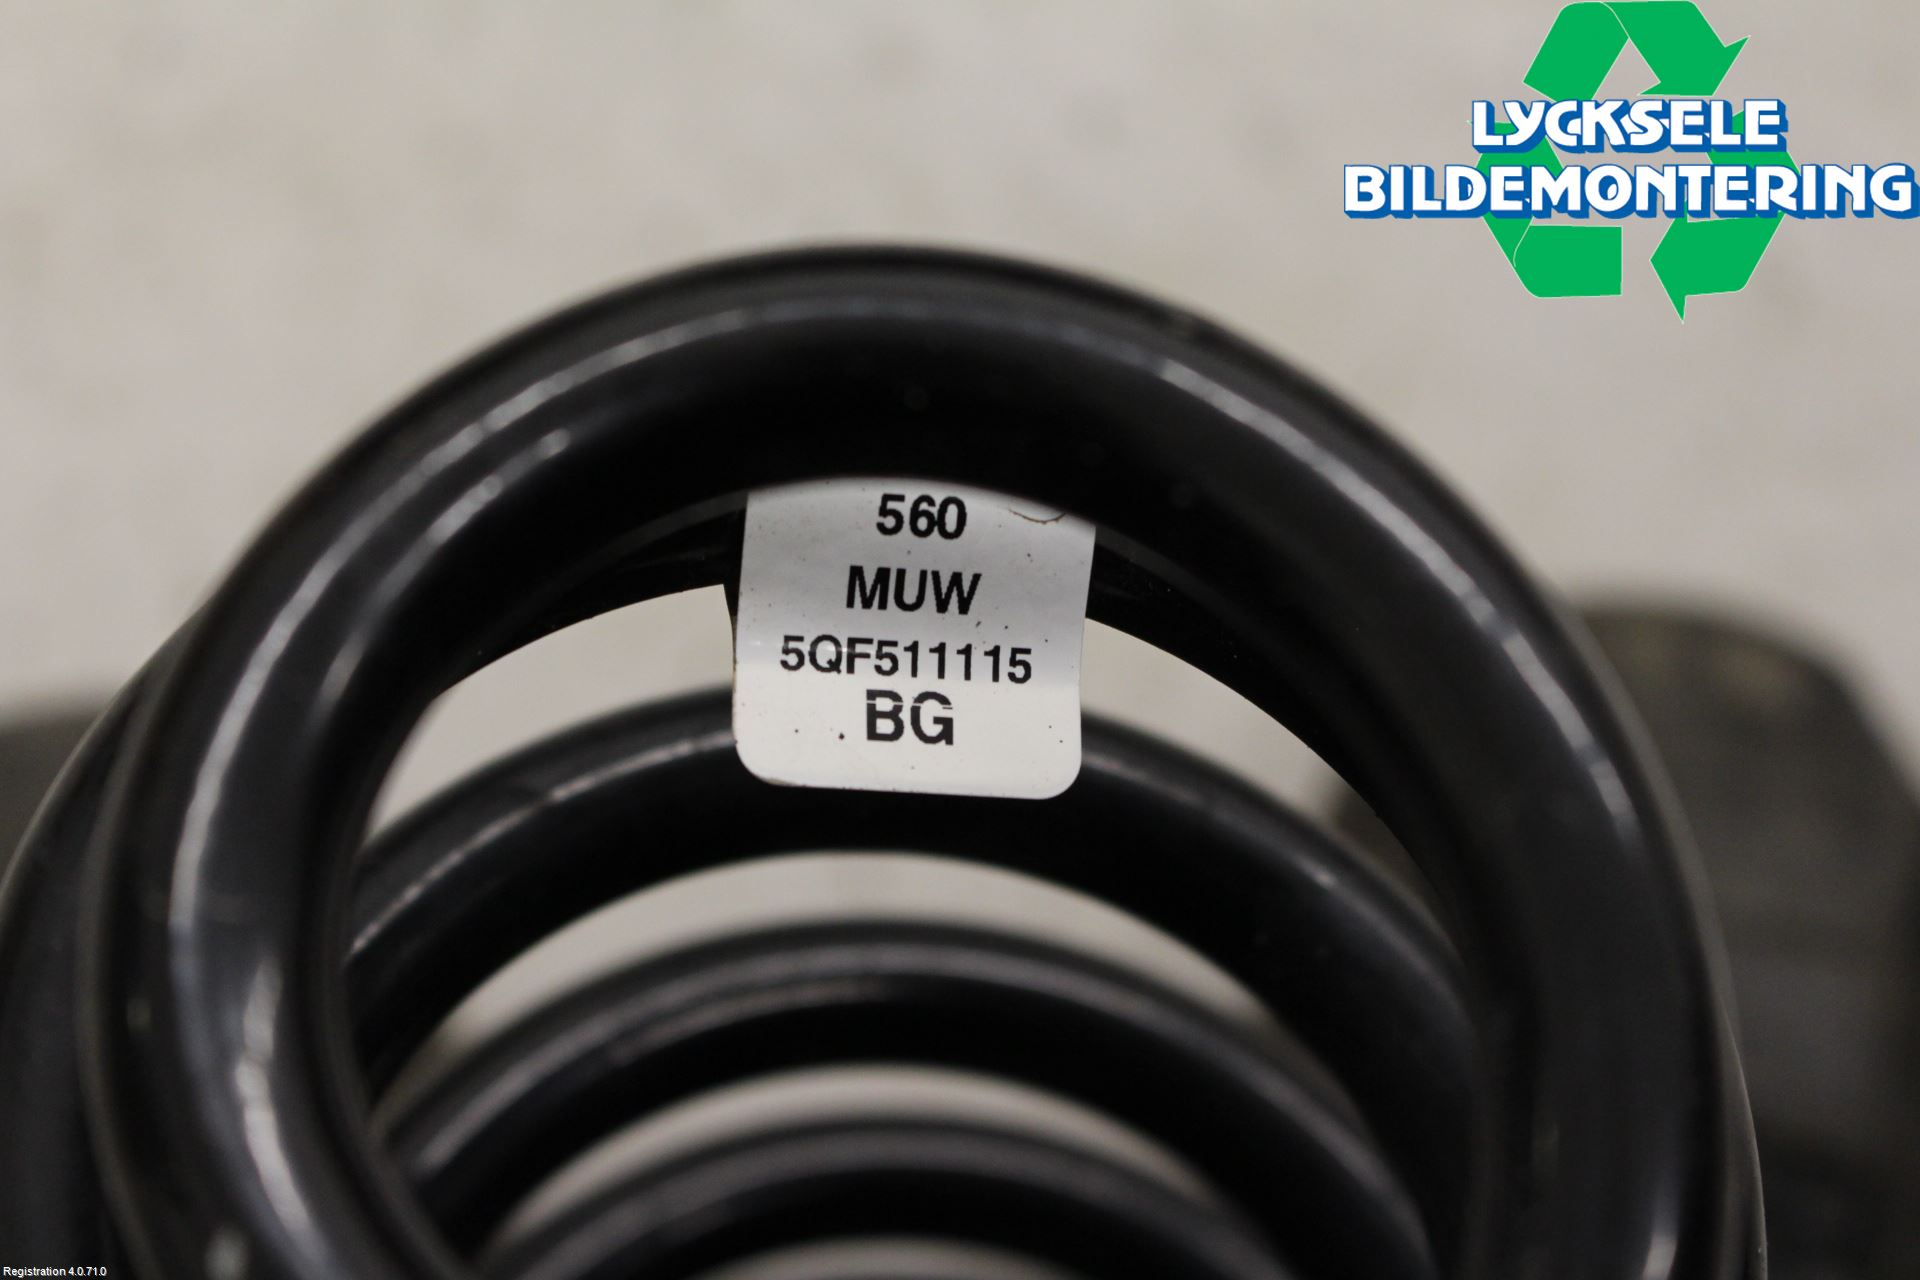 LYCKSELE
BILDEMONTERING
560
MUW
5QF511115
BG
Registration 4.0.71.0